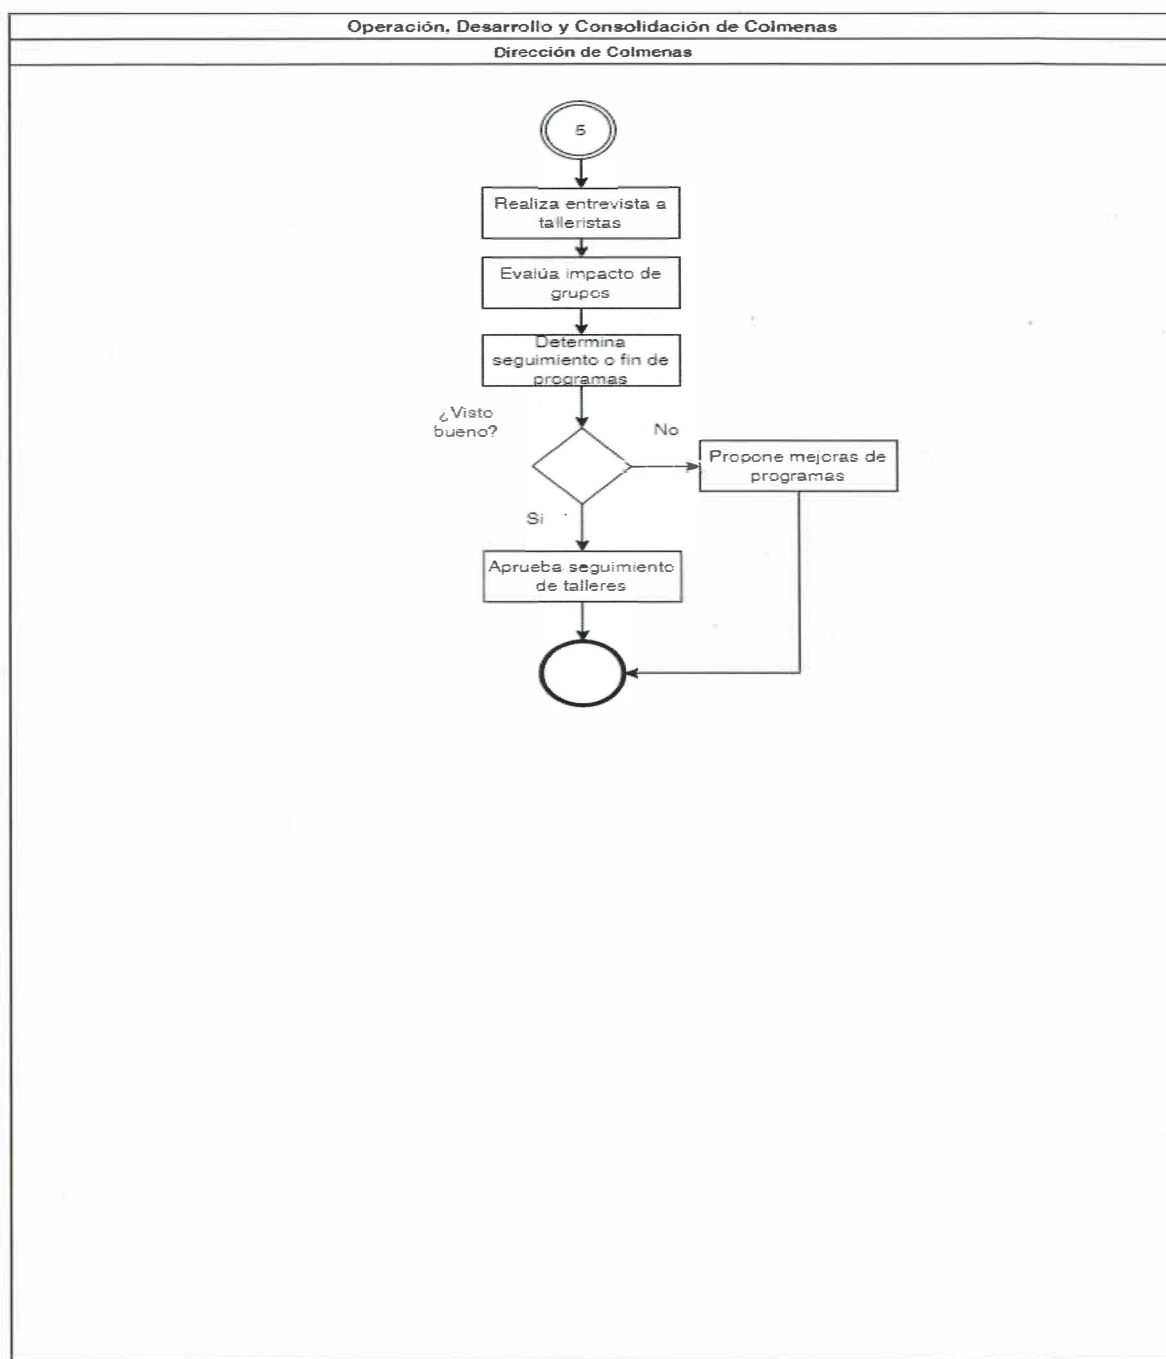 Operación, Desarrollo y Consolidación de Colmenas
Dirección de Colmenas
5
Realiza entrevista a
talleristas
Evalúa impacto de
grupos
Determina
seguimiento o fin de
programas
¿Visto
bueno?
No
Propone mejoras de
programas
Si
Aprueba seguimiento
de talleres